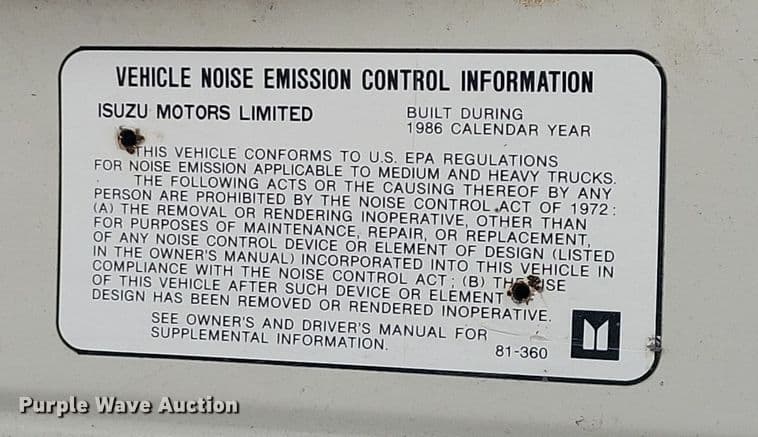 VEHICLE NOISE EMISSION CONTROL INFORMATION
ISUZU MOTORS LIMITED
BUILT DURING
1986 CALENDAR YEAR
THIS VEHICLE CONFORMS TO U.S. EPA REGULATIONS
FOR NOISE EMISSION APPLICABLE TO MEDIUM AND HEAVY TRUCKS.
THE FOLLOWING ACTS OR THE CAUSING THEREOF BY ANY
PERSON ARE PROHIBITED BY THE NOISE CONTROL ACT OF 1972:
(A) THE REMOVAL OR RENDERING INOPERATIVE, OTHER THAN
FOR PURPOSES OF MAINTENANCE, REPAIR, OR REPLACEMENT,
OF ANY NOISE CONTROL DEVICE OR ELEMENT OF DESIGN (LISTED
IN THE OWNER'S MANUAL) INCORPORATED INTO THIS VEHICLE IN
COMPLIANCE WITH THE NOISE CONTROL ACT; (B) THE USE
OF THIS VEHICLE AFTER SUCH DEVICE OR ELEMENT
DESIGN HAS BEEN REMOVED OR RENDERED INOPERATIVE.
SEE OWNER'S AND DRIVER'S MANUAL FOR
SUPPLEMENTAL INFORMATION.
81-360
Purple Wave Auction